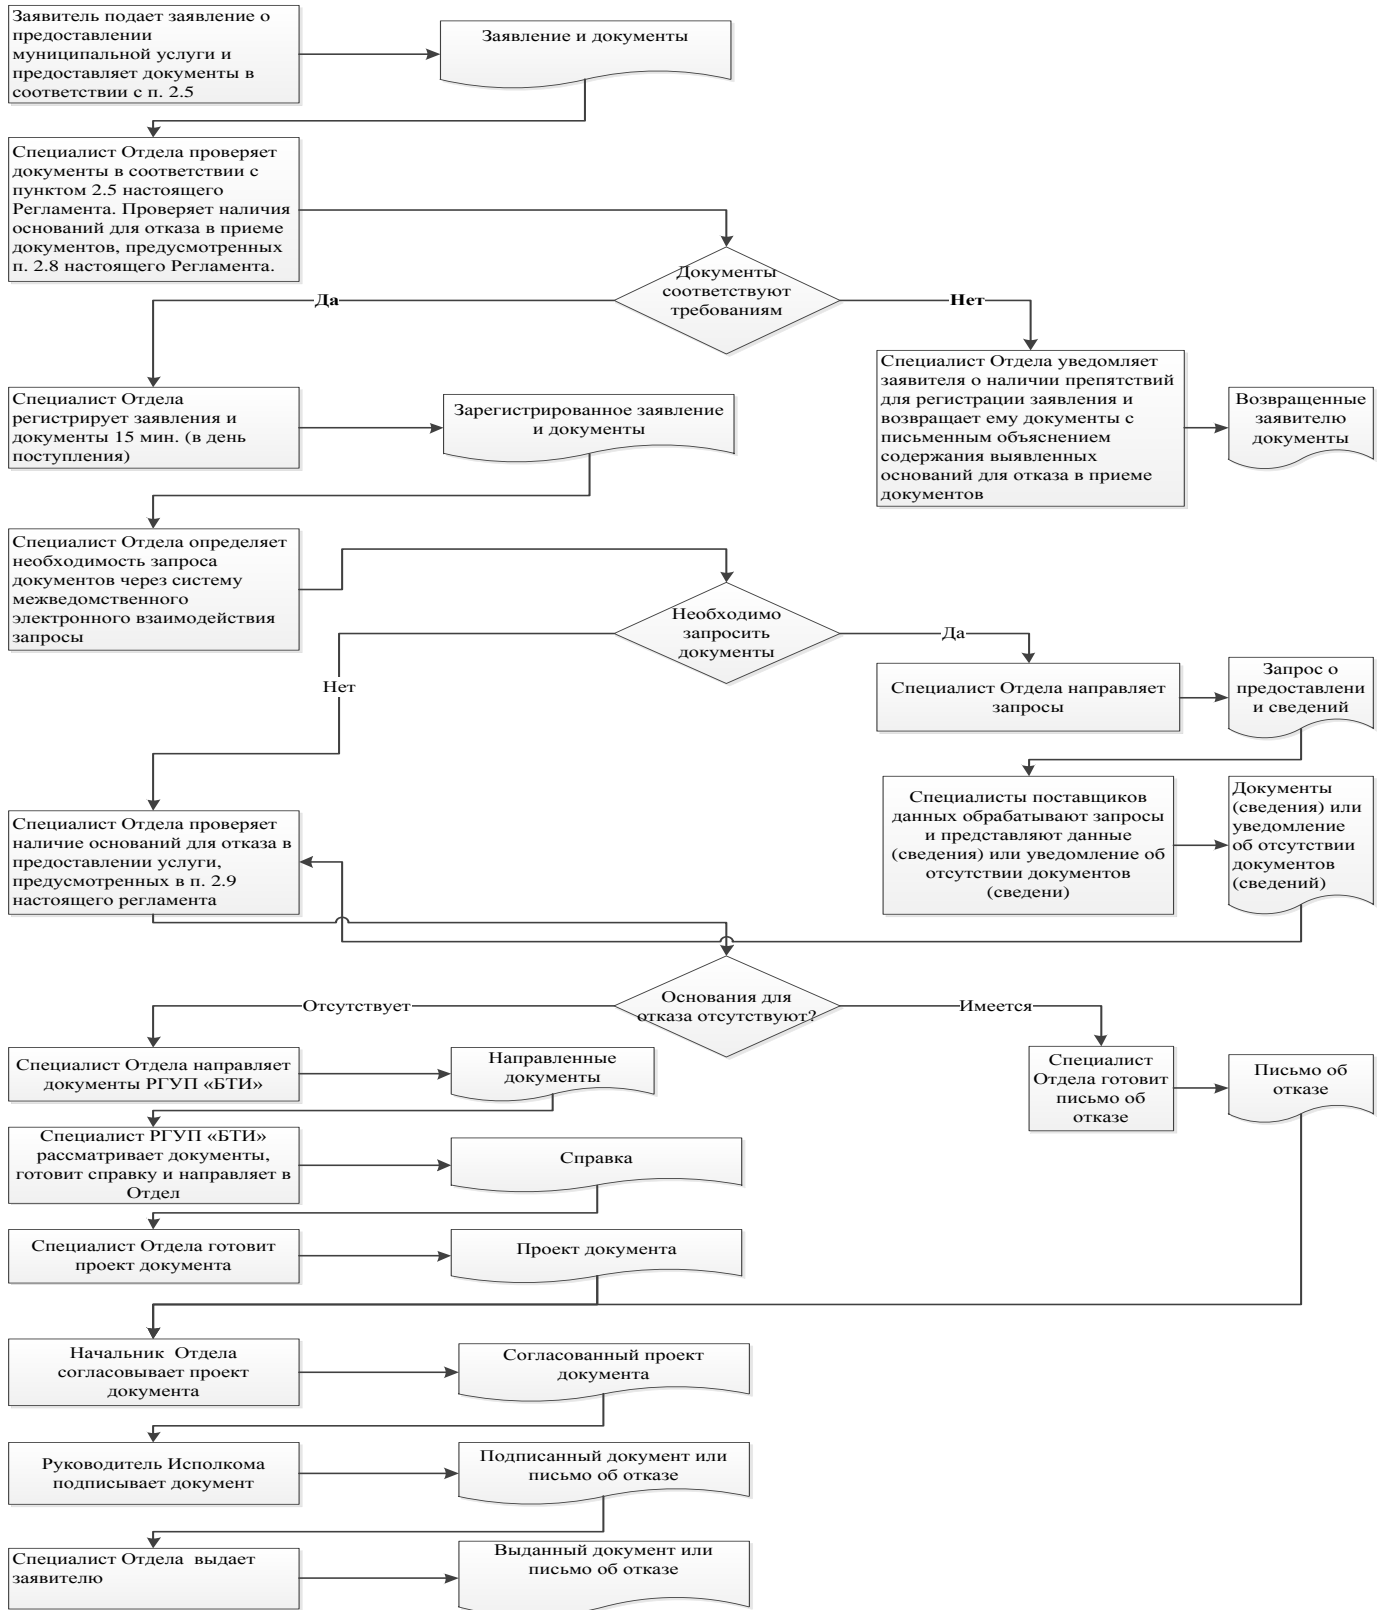 Заявитель подает заявление о
предоставлении
муниципальной услуги и
предоставляет документы в
соответствии с п. 2.5
Заявление и документы
Специалист Отдела проверяет
документы в соответствии с
пунктом 2.5 настоящего
Регламента. Проверяет наличия
оснований для отказа в приеме
документов, предусмотренных
п. 2.8 настоящего Регламента.
Документы
соответствуют
требованиям
Да
Нет
Специалист Отдела
регистрирует заявления и
документы 15 мин. (в день
поступления)
Зарегистрированное заявление
и документы
Специалист Отдела уведомляет
заявителя о наличии препятствий
для регистрации заявления и
возвращает ему документы с
письменным объяснением
содержания выявленных
оснований для отказа в приеме
документов
Возвращенные
заявителю
документы
Специалист Отдела определяет
необходимость запроса
документов через систему
межведомственного
электронного взаимодействия
запросы
Необходимо
запросить
документы
Да
Нет
Специалист Отдела направляет
запросы
Запрос о
предоставлени
и сведений
Специалисты поставщиков
данных обрабатывают запросы
и представляют данные
(сведения) или уведомление об
отсутствии документов
(сведени)
Документы
(сведения) или
уведомление
об отсутствии
документов
(сведений)
Специалист Отдела проверяет
наличие оснований для отказа в
предоставлении услуги,
предусмотренных в п. 2.9
настоящего регламента
Основания для
отказа отсутствуют?
Отсутствует
Имеется
Специалист Отдела направляет
документы РГУП «БТИ»
Направленные
документы
Специалист
Отдела готовит
письмо об
отказе
Письмо об
отказе
Специалист РГУП «БТИ»
рассматривает документы,
готовит справку и направляет в
Отдел
Справка
Специалист Отдела готовит
проект документа
Проект документа
Начальник  Отдела
согласовывает проект
документа
Согласованный проект
документа
Руководитель Исполкома
подписывает документ
Подписанный документ или
письмо об отказе
Специалист Отдела  выдает
заявителю
Выданный документ или
письмо об отказе